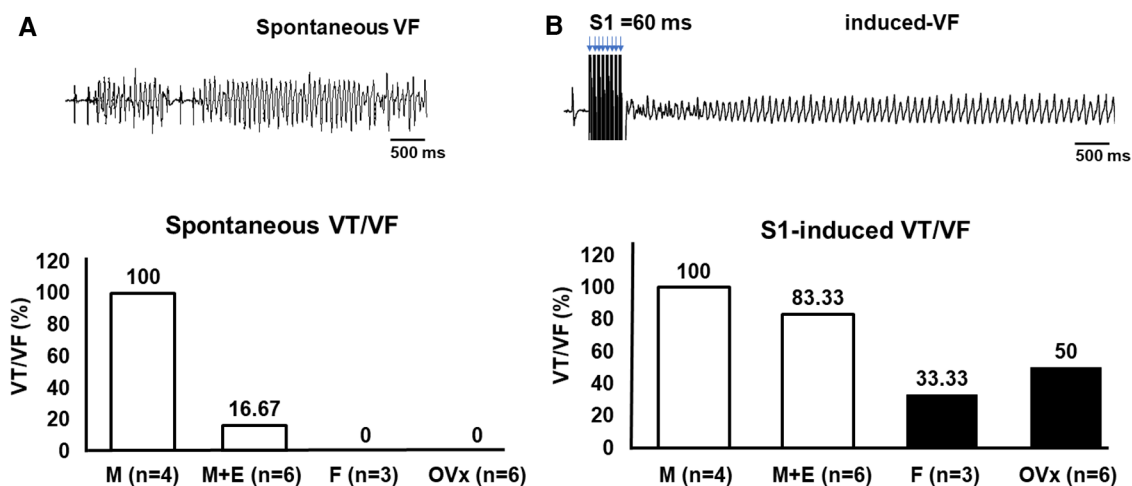 A
Spontaneous VF
500 ms
B
S1 =60 ms
induced-VF
500 ms
Spontaneous VT/VF
VT/VF (%)
120
100
80
60
40
20
0
100
16.67
0
0
M (n=4)
M+E (n=6)
F (n=3)
OVx (n=6)
S1-induced VT/VF
VT/VF (%)
120
100
80
60
40
20
0
100
83.33
33.33
50
M (n=4)
M+E (n=6)
F (n=3)
OVx (n=6)